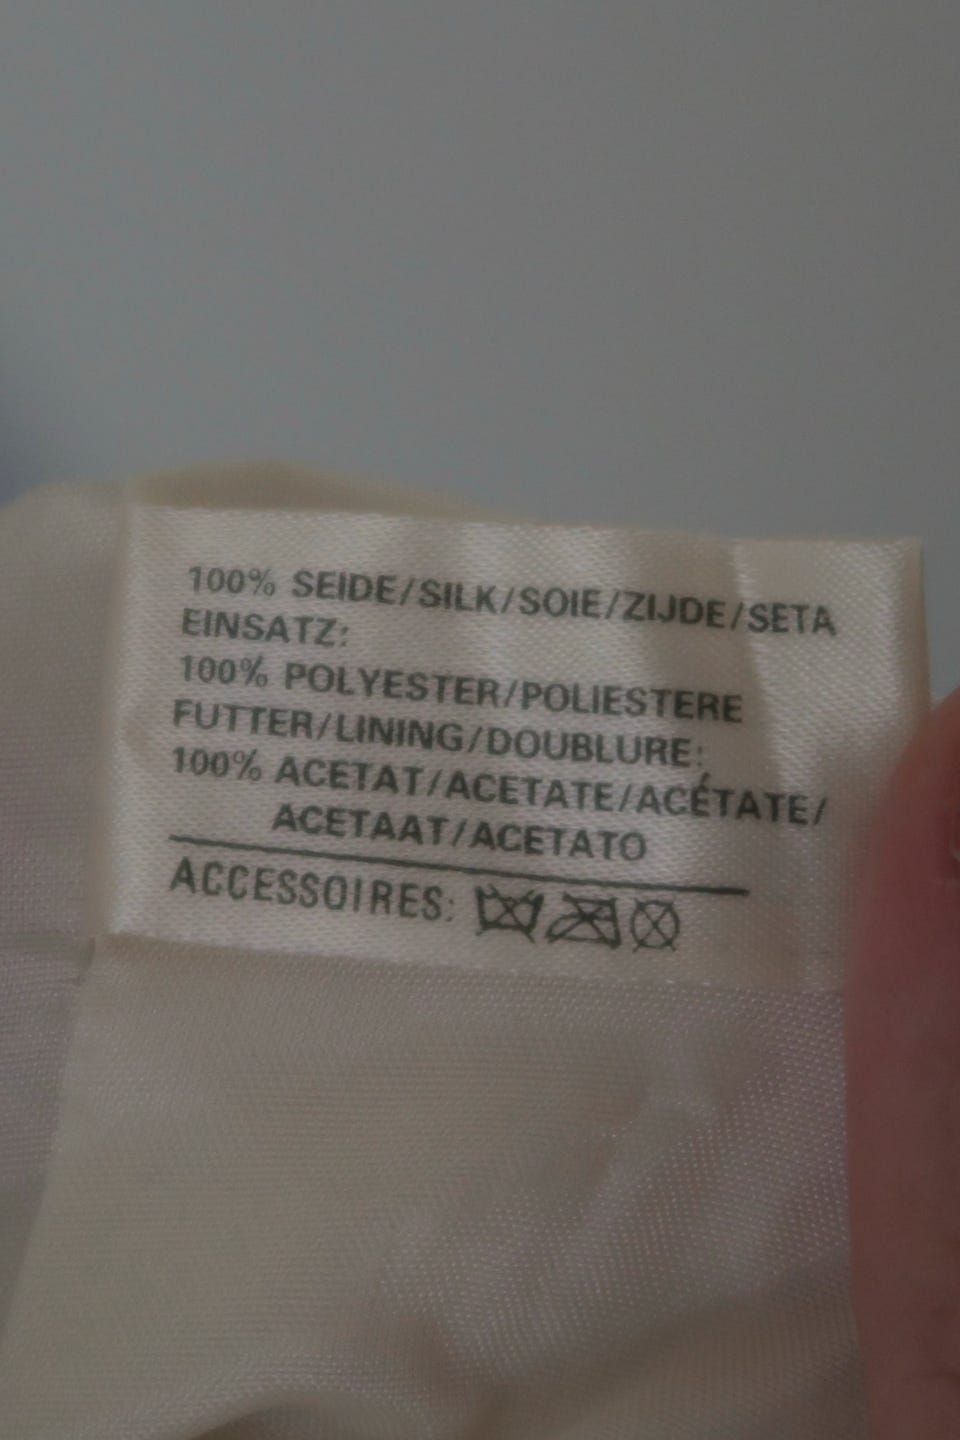 100% SEIDE/SILK/SOIE/ZIJDE/SETA
EINSATZ:
100% POLYESTER/POLIESTERE
FUTTER/LINING/DOUBLURE:
100% ACETAT/ACETATE/ACÉTATE/
ACETAAT/ACETATO
ACCESSOIRES: